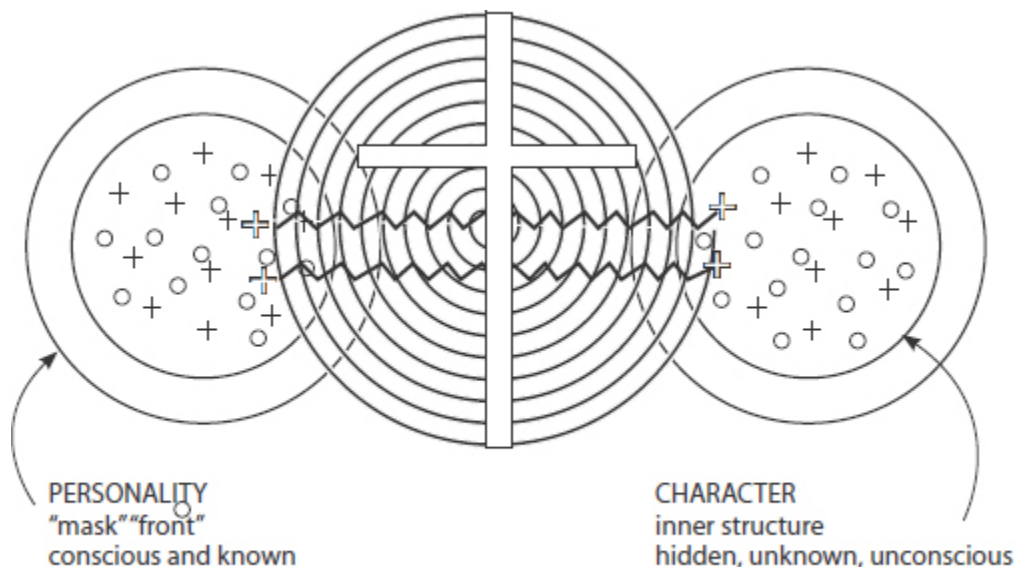 PERSONALITY
“mask”“front”
conscious and known
CHARACTER
inner structure
hidden, unknown, unconscious